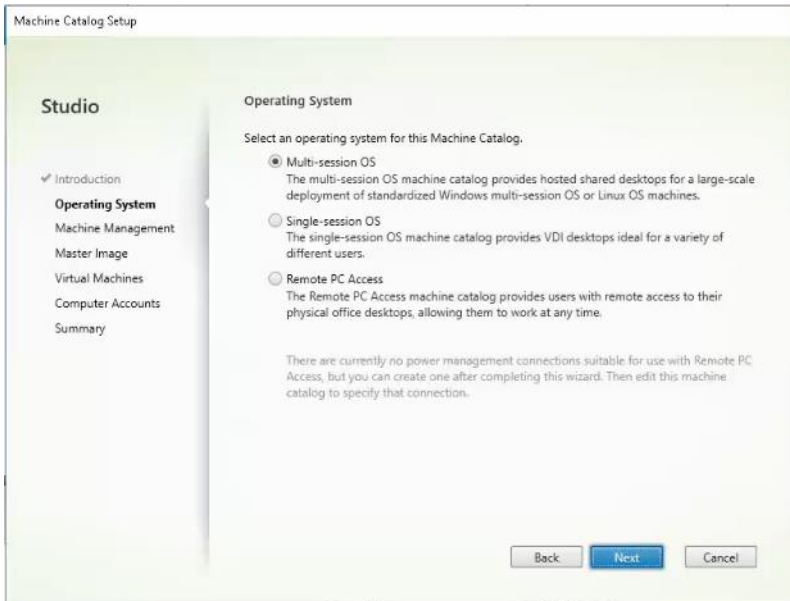 Machine Catalog Setup
Studio
✔ Introduction
Operating System
Machine Management
Master Image
Virtual Machines
Computer Accounts
Summary
Operating System
Select an operating system for this Machine Catalog.
Multi-session OS
The multi-session OS machine catalog provides hosted shared desktops for a large-scale
deployment of standardized Windows multi-session OS or Linux OS machines.
Single-session OS
The single-session OS machine catalog provides VDI desktops ideal for a variety of
different users.
Remote PC Access
The Remote PC Access machine catalog provides users with remote access to their
physical office desktops, allowing them to work at any time.
There are currently no power management connections suitable for use with Remote PC
Access, but you can create one after completing this wizard. Then edit this machine
catalog to specify that connection.
Back Next Cancel